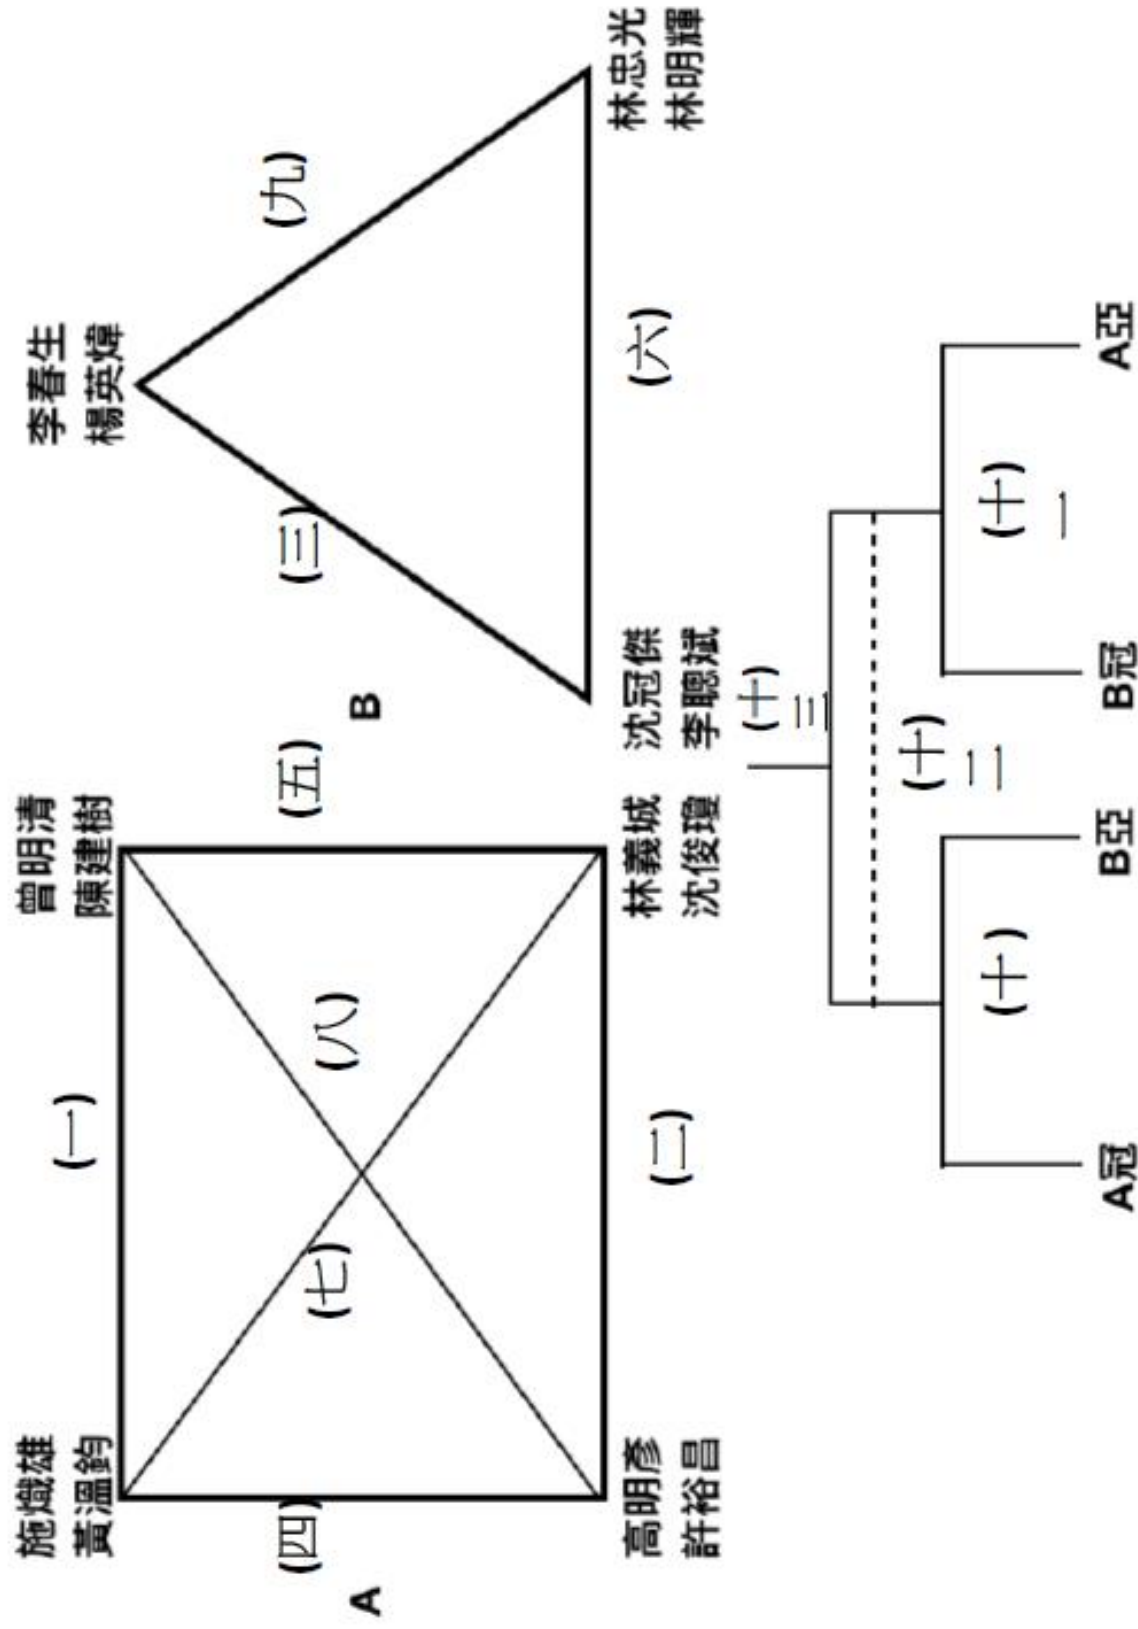 施熾雄
黃溫鈞
(一)
曾明清
陳建樹
李春生
楊英煒
(四)
(七)
(八)
(五)
(三)
(九)
A
B
高明彥
許裕昌
(二)
林義城
沈俊瓊
沈冠傑
李聰斌
(六)
林忠光
林明輝
(十)
三
(十)
二
(十)
(十)
一
A冠
B亞
B冠
A亞